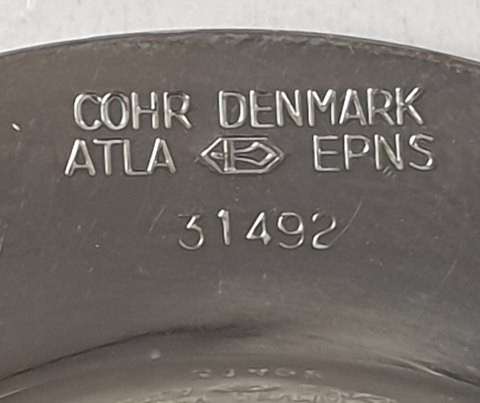 COHR DENMARK
ATLA EPNS
31492